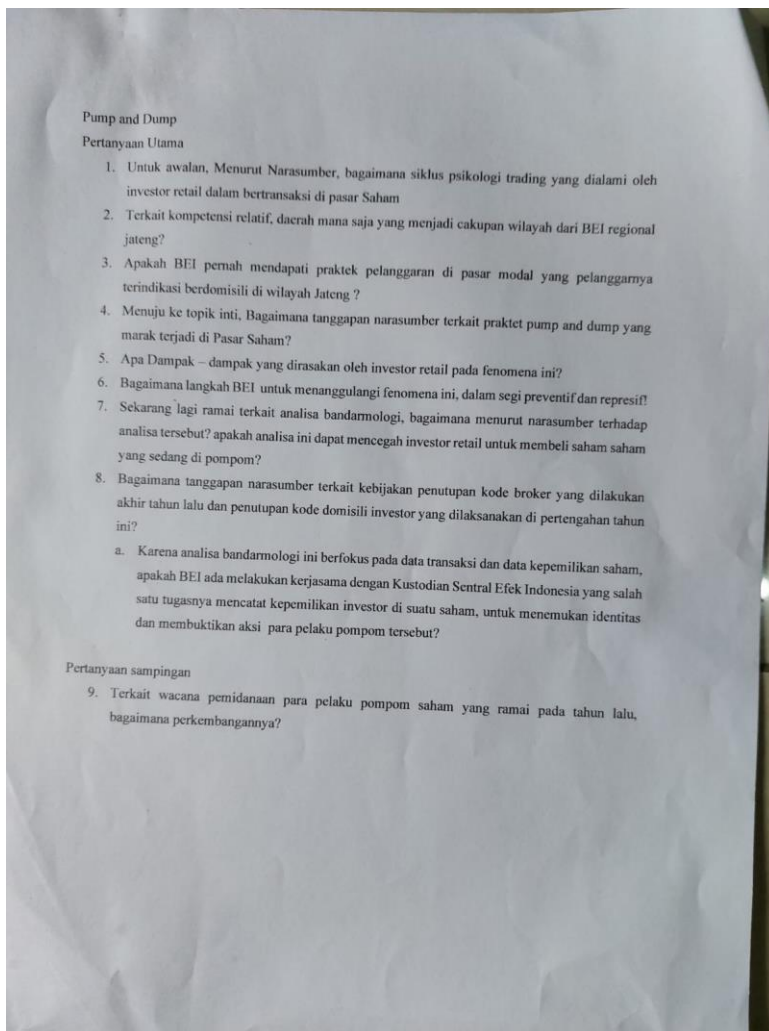 Pump and Dump
Pertanyaan Utama
1. Untuk awalan, Menurut Narasumber, bagaimana siklus psikologi trading yang dialami oleh
investor retail dalam bertransaksi di pasar Saham
2. Terkait kompetensi relatif, daerah mana saja yang menjadi cakupan wilayah dari BEI regional
jateng?
3. Apakah BEI pernah mendapati praktek pelanggaran di pasar modal yang pelanggarnya
terindikasi berdomisili di wilayah Jateng ?
4. Menuju ke topik inti, Bagaimana tanggapan narasumber terkait praktet pump and dump yang
marak terjadi di Pasar Saham?
5. Apa Dampak – dampak yang dirasakan oleh investor retail pada fenomena ini?
6. Bagaimana langkah BEI untuk menanggulangi fenomena ini, dalam segi preventif dan represif!
7. Sekarang lagi ramai terkait analisa bandarmologi, bagaimana menurut narasumber terhadap
analisa tersebut? apakah analisa ini dapat mencegah investor retail untuk membeli saham saham
yang sedang di pompom?
8. Bagaimana tanggapan narasumber terkait kebijakan penutupan kode broker yang dilakukan
akhir tahun lalu dan penutupan kode domisili investor yang dilaksanakan di pertengahan tahun
ini?
a. Karena analisa bandarmologi ini berfokus pada data transaksi dan data kepemilikan saham,
apakah BEI ada melakukan kerjasama dengan Kustodian Sentral Efek Indonesia yang salah
satu tugasnya mencatat kepemilikan investor di suatu saham, untuk menemukan identitas
dan membuktikan aksi para pelaku pompom tersebut?
Pertanyaan sampingan
9. Terkait wacana pemidanaan para pelaku pompom saham yang ramai pada tahun lalu,
bagaimana perkembangannya?